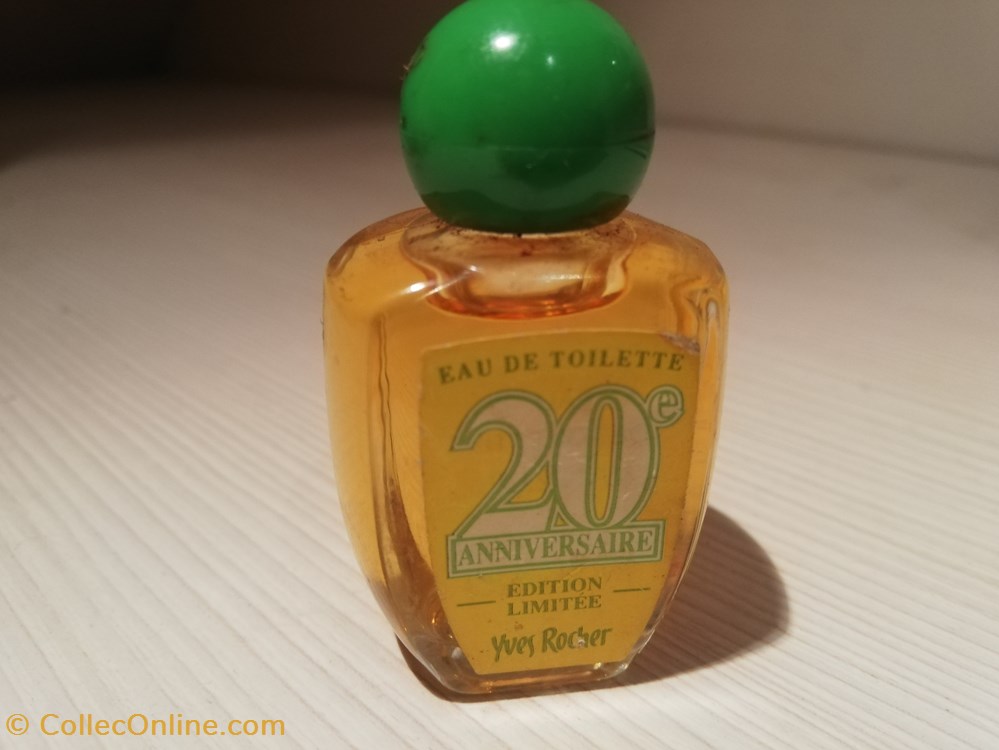 EAU DE TOILETTE
20e
ANNIVERSAIRE
EDITION
LIMITÉE
Yves Rocher
© CollecOnline.com